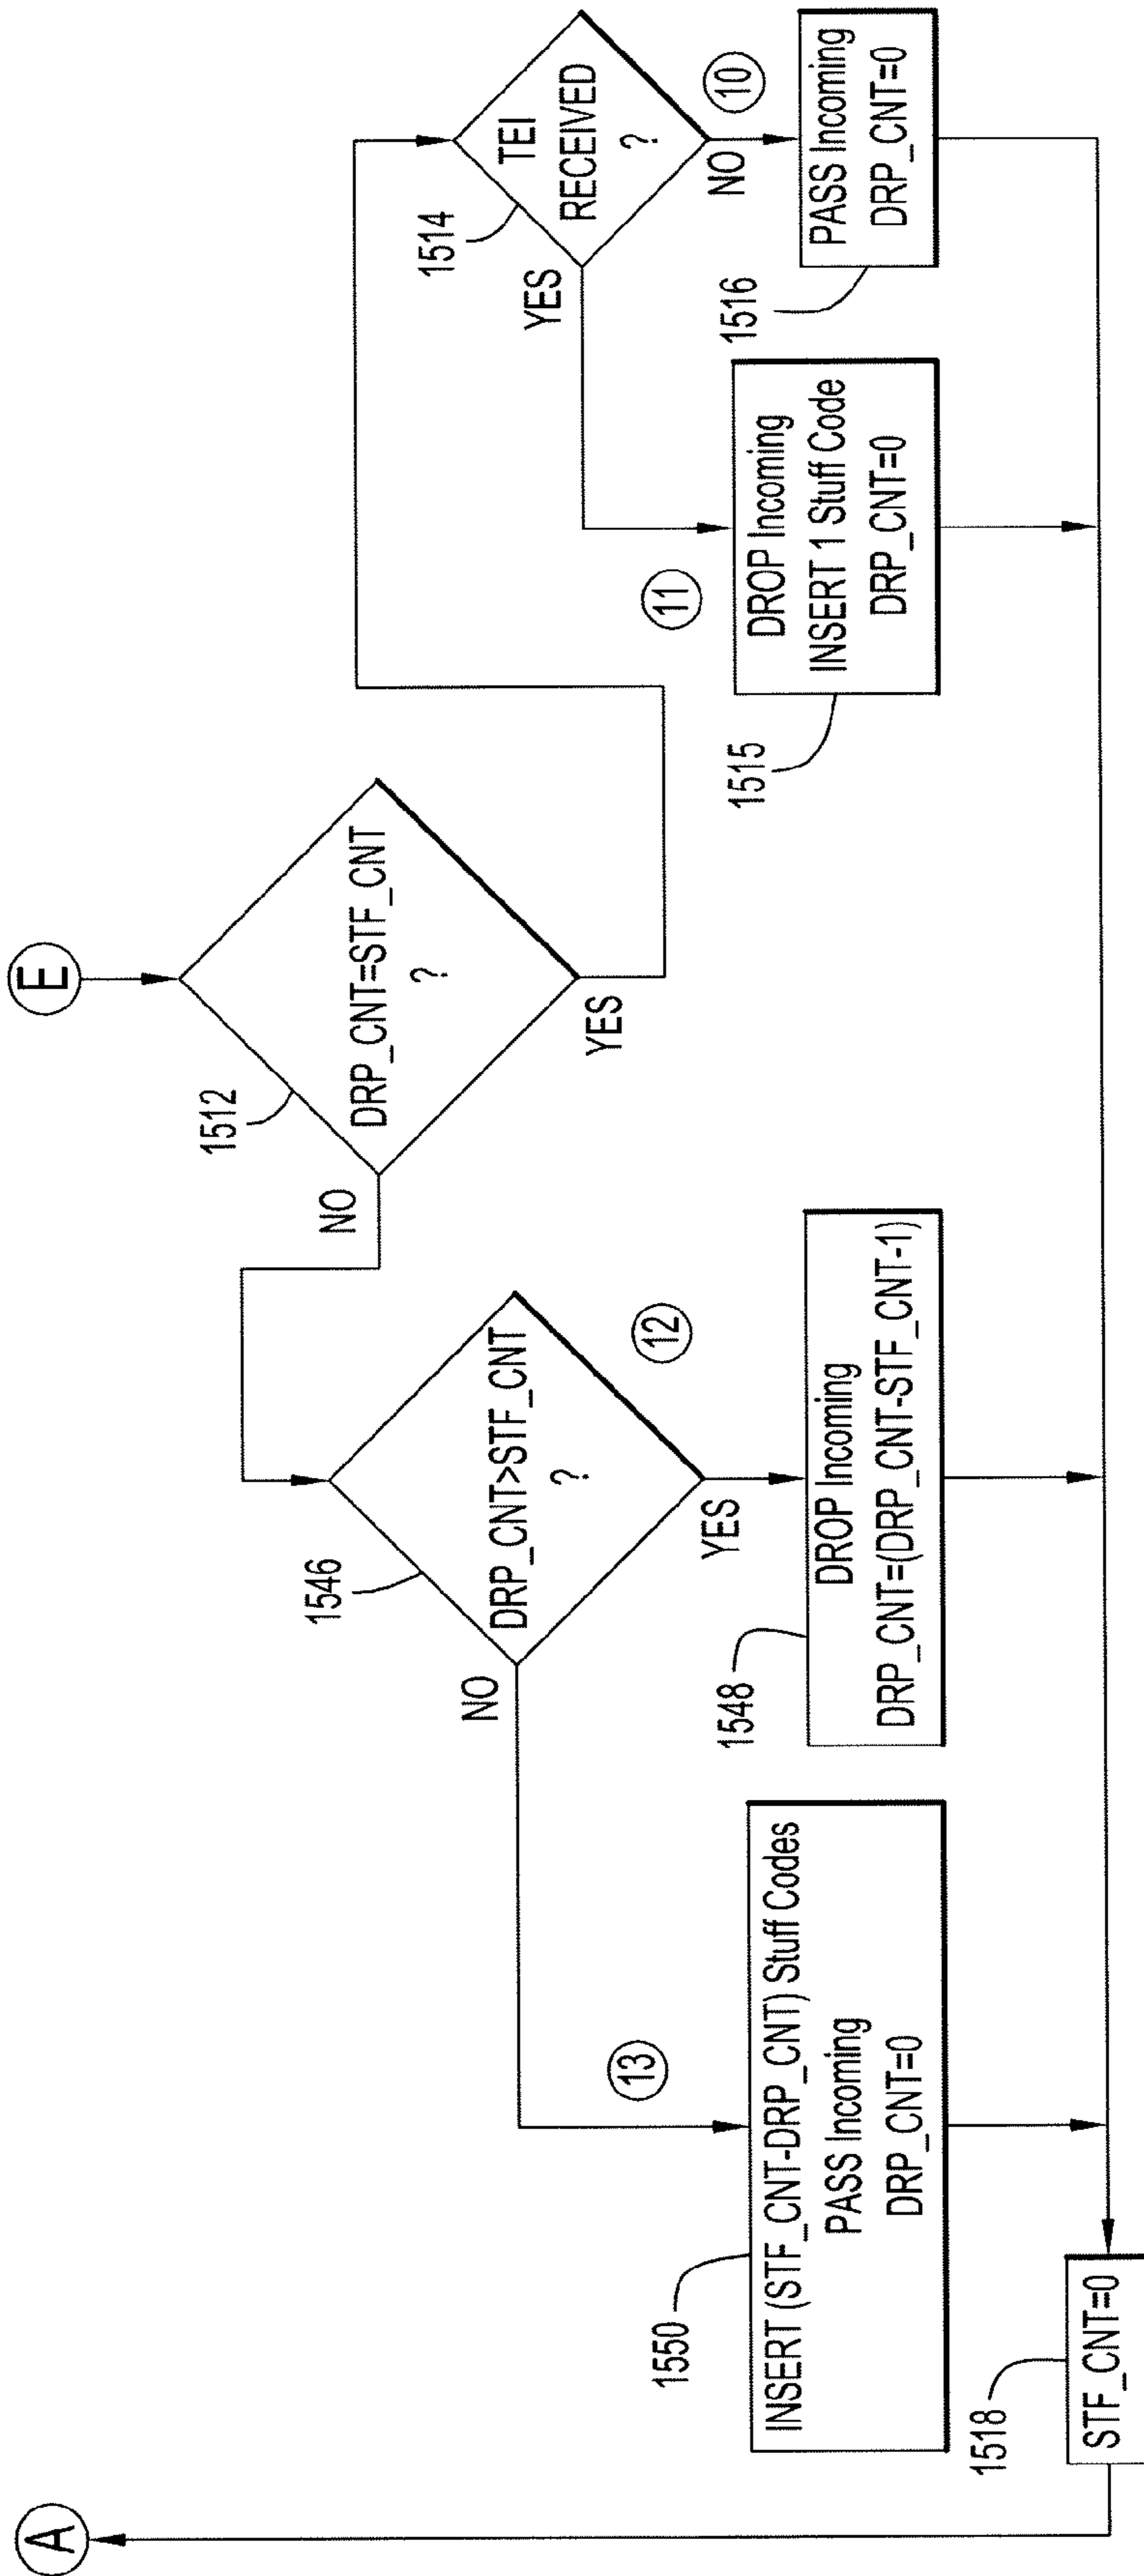 A
E
1512
DRP_CNT=STF_CNT
?
NO
YES
1546
DRP_CNT>STF_CNT
?
NO
YES
1514
TEI
RECEIVED
?
YES
NO
13
12
11
10
1550
INSERT (STF_CNT-DRP_CNT) Stuff Codes
PASS Incoming
DRP_CNT=0
1548
DROP Incoming
DRP_CNT=(DRP_CNT-STF_CNT-1)
1515
DROP Incoming
INSERT 1 Stuff Code
DRP_CNT=0
1516
PASS Incoming
DRP_CNT=0
1518
STF_CNT=0